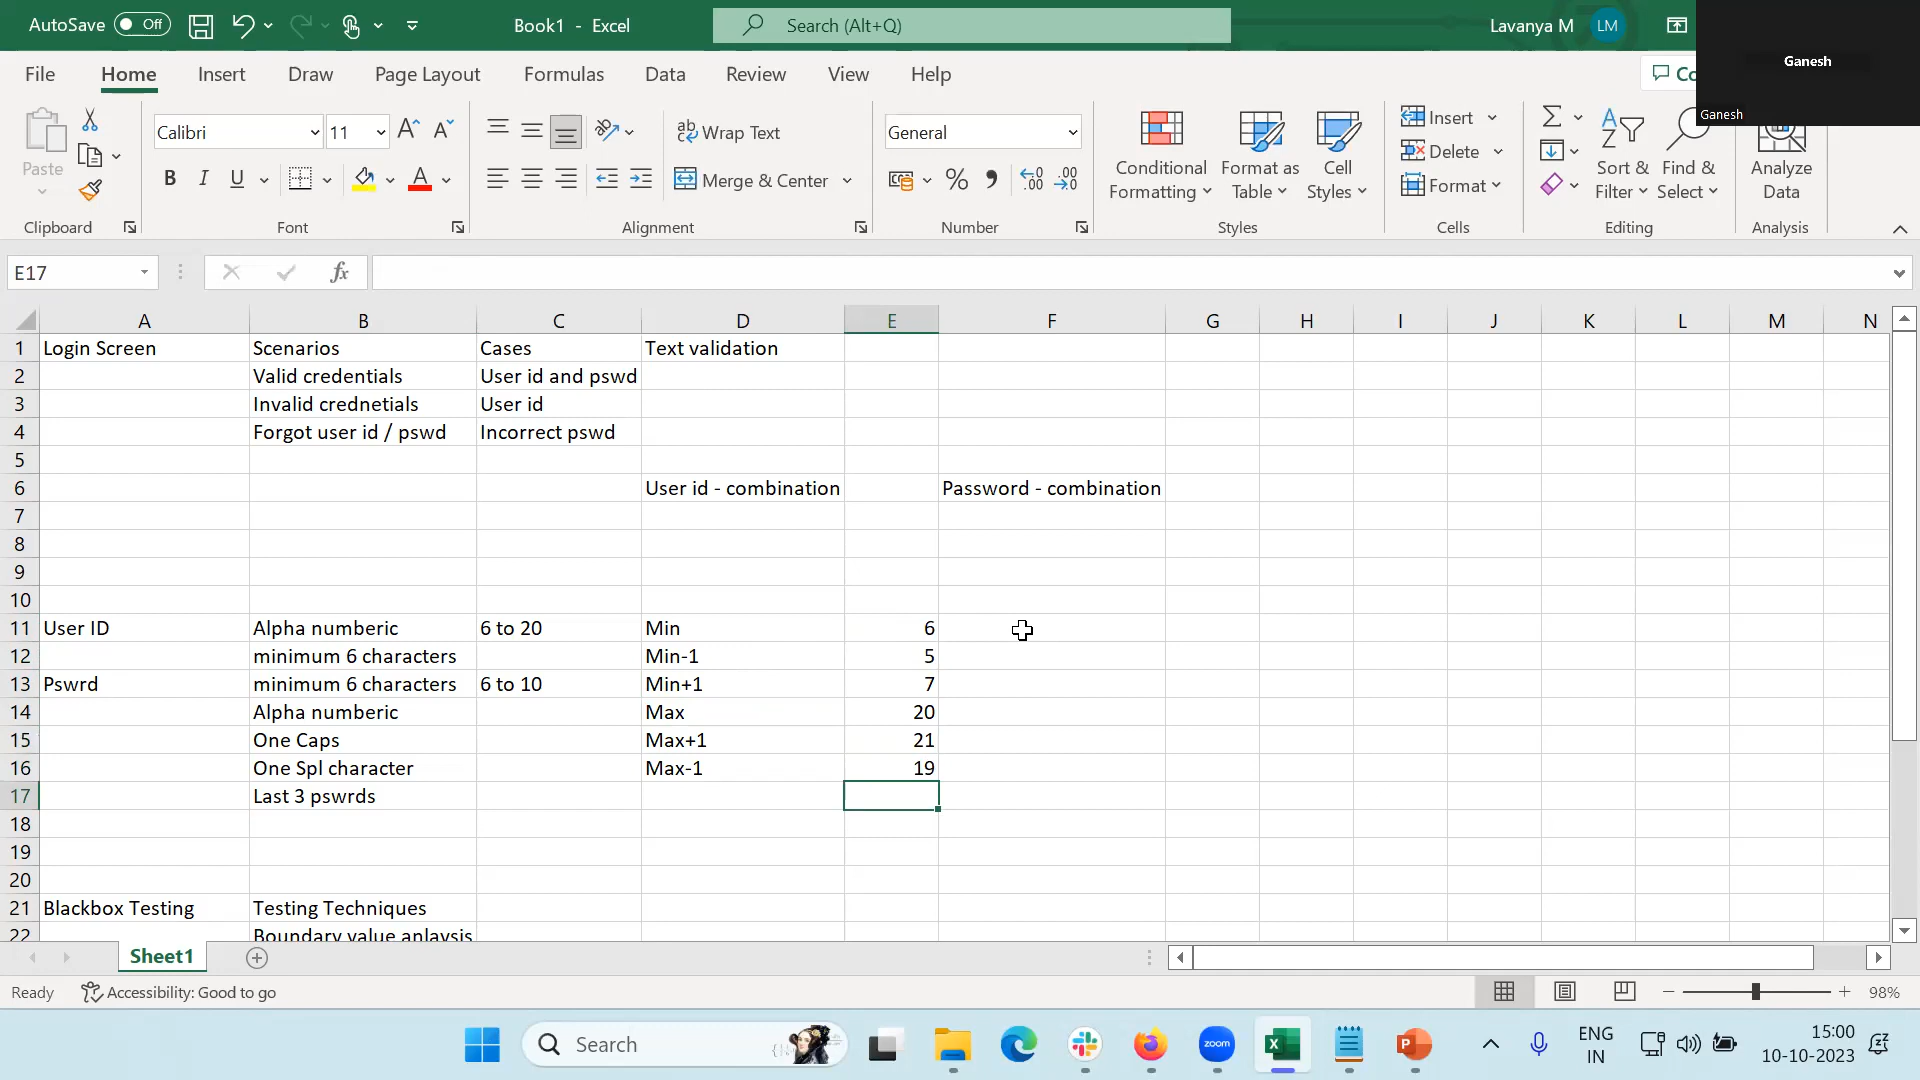 AutoSave Off Book1 - Excel Search (Alt+Q) Lavanya M LM
Ganesh
Ganesh
File Home Insert Draw Page Layout Formulas Data Review View Help Co
Paste Calibri 11 Wrap Text General Conditional Formatting Format as Table Cell Styles Insert Sort & Filter Find & Select Analyze Data
B I U Merge & Center % Delete
Format
Clipboard Font Alignment Number Styles Cells Editing Analysis
E17 fx
A B C D E F G H I J K L M N
1 Login Screen Scenarios Cases Text validation
2 Valid credentials User id and pswd
3 Invalid crednetials User id
4 Forgot user id / pswd Incorrect pswd
5
6 User id - combination Password - combination
7
8
9
10
11 User ID Alpha numberic 6 to 20 Min 6
12 minimum 6 characters Min-1 5
13 Pswrd minimum 6 characters 6 to 10 Min+1 7
14 Alpha numberic Max 20
15 One Caps Max+1 21
16 One Spl character Max-1 19
17 Last 3 pswrds
18
19
20
21 Blackbox Testing Testing Techniques
22 Boundary value anlaysis
Sheet1
Ready Accessibility: Good to go 98%
Search zoom ENG IN 15:00
10-10-2023